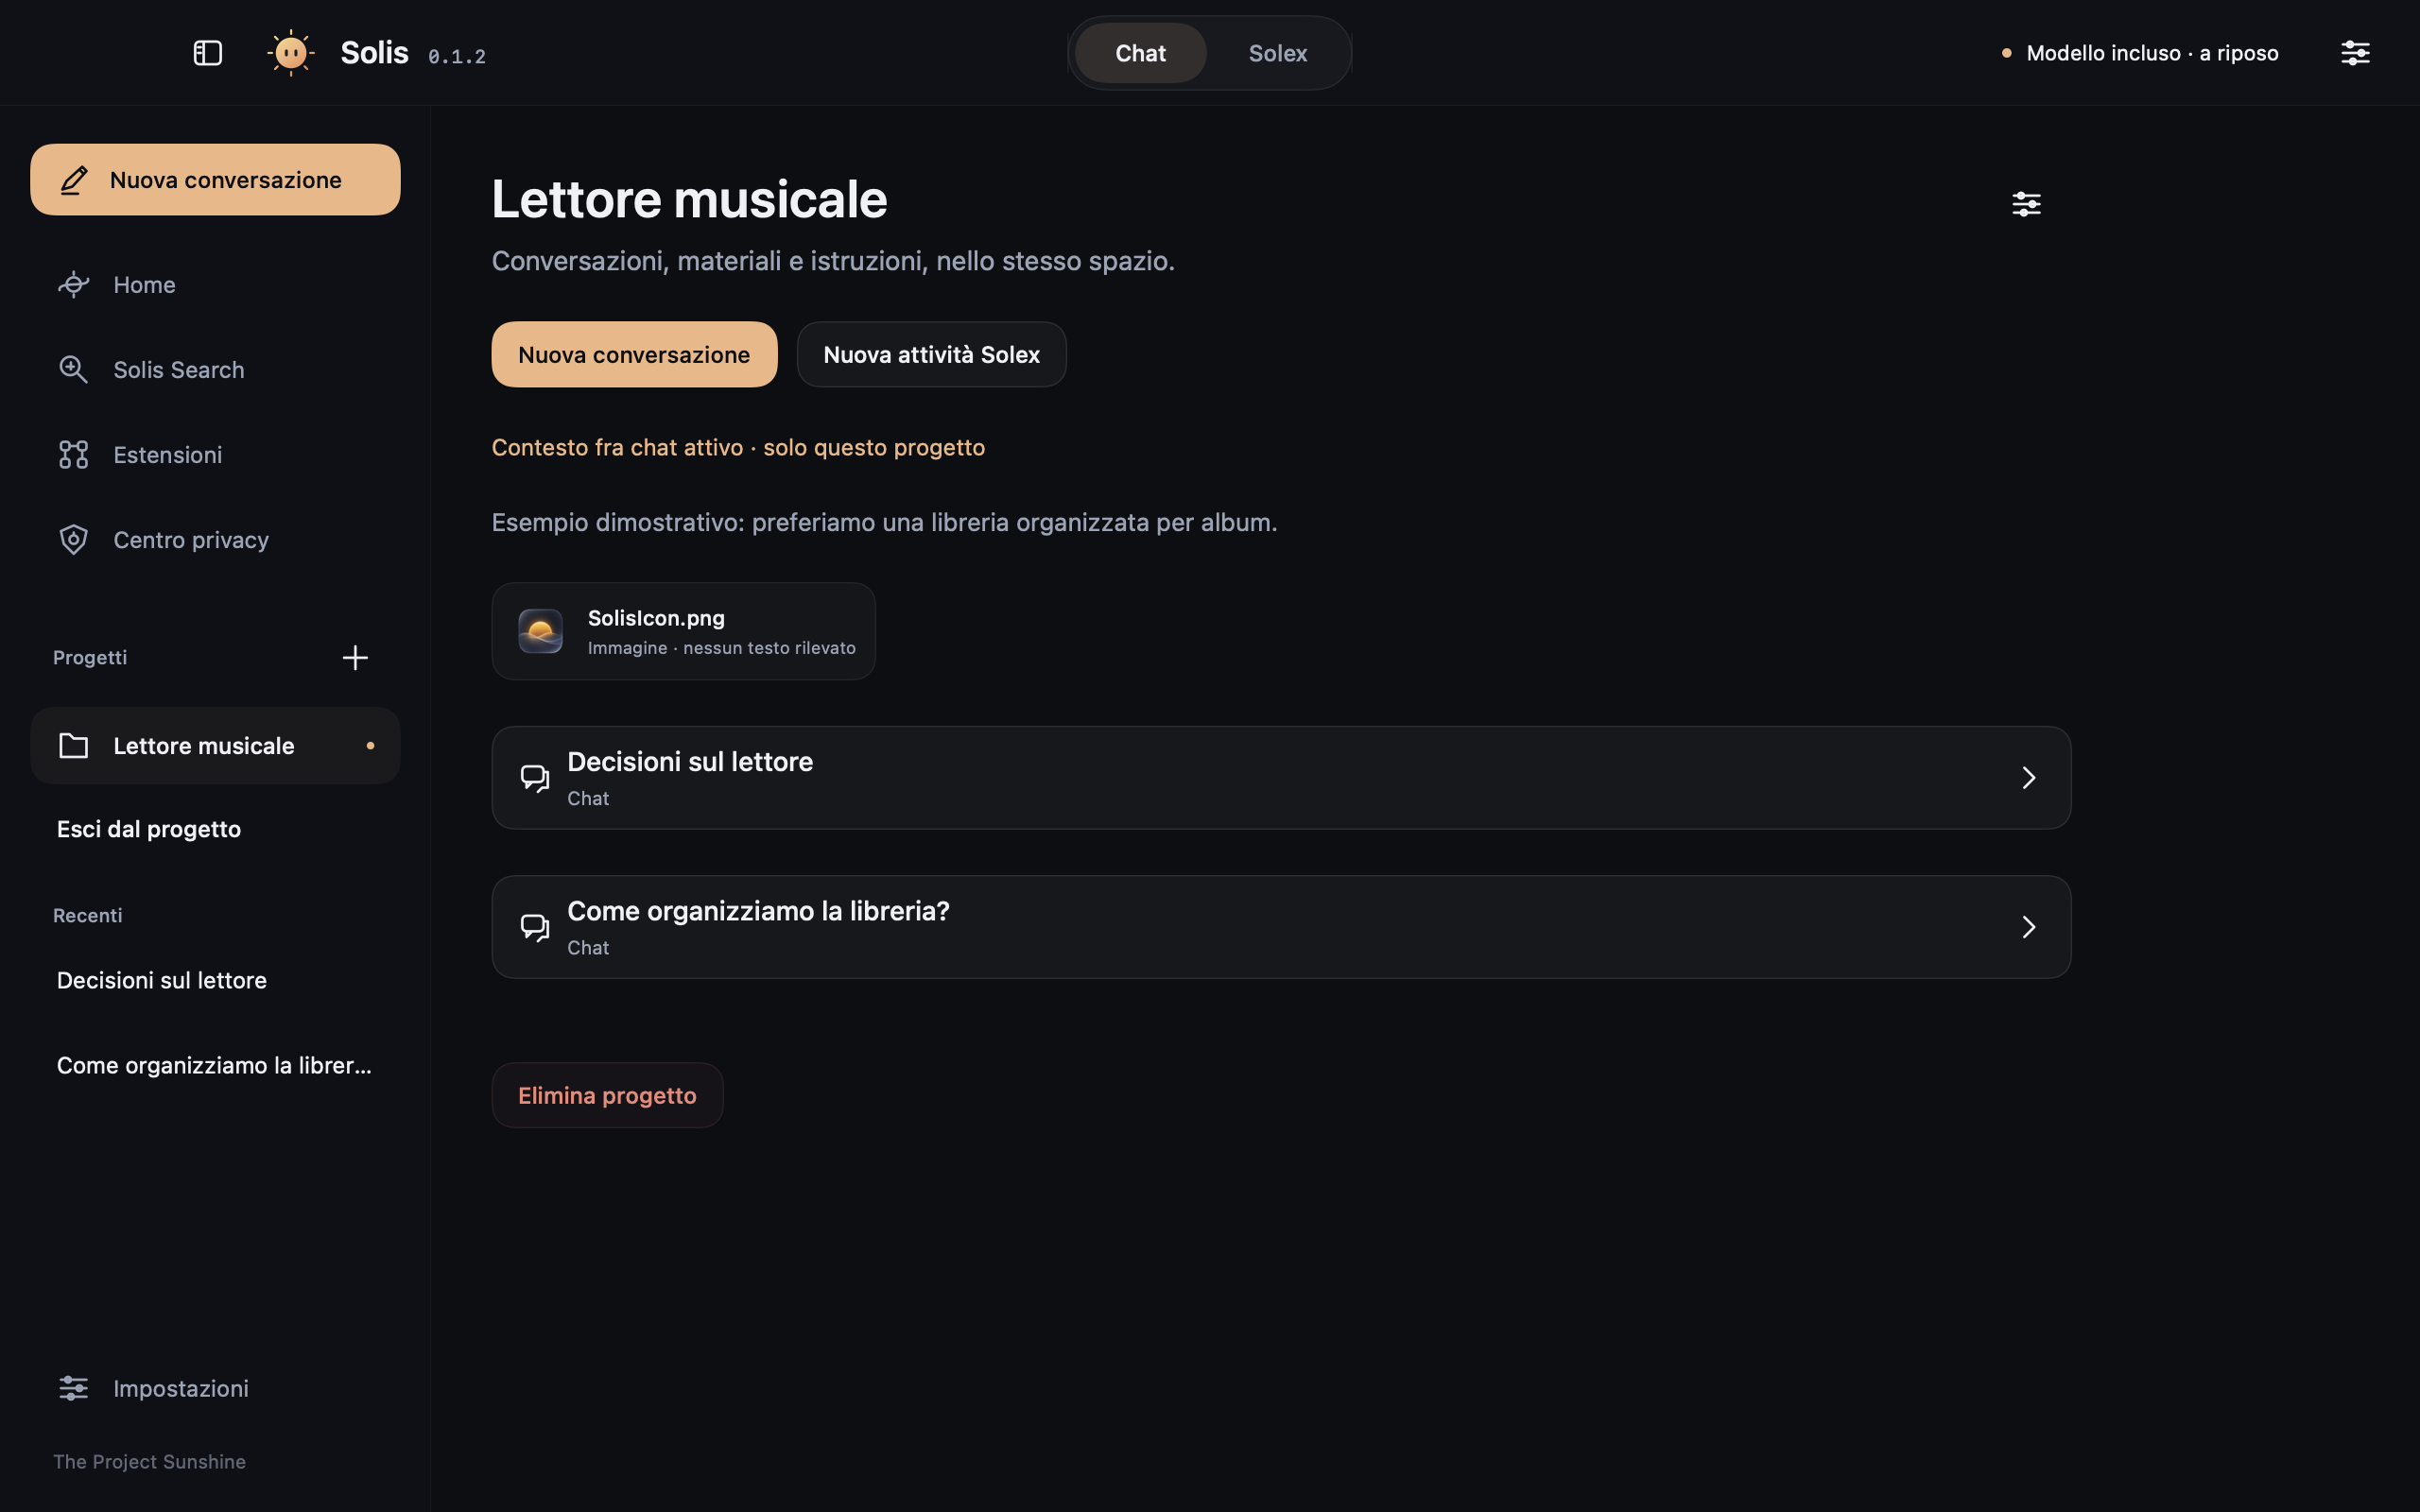 Solis 0.1.2
Chat
Solex
Modello incluso · a riposo
Nuova conversazione
Home
Solis Search
Estensioni
Centro privacy
Progetti
Lettore musicale
Esci dal progetto
Recenti
Decisioni sul lettore
Come organizziamo la librer...
Impostazioni
The Project Sunshine
Lettore musicale
Conversazioni, materiali e istruzioni, nello stesso spazio.
Nuova conversazione
Nuova attività Solex
Contesto fra chat attivo · solo questo progetto
Esempio dimostrativo: preferiamo una libreria organizzata per album.
SolisIcon.png
Immagine · nessun testo rilevato
Decisioni sul lettore
Chat
Come organizziamo la libreria?
Chat
Elimina progetto